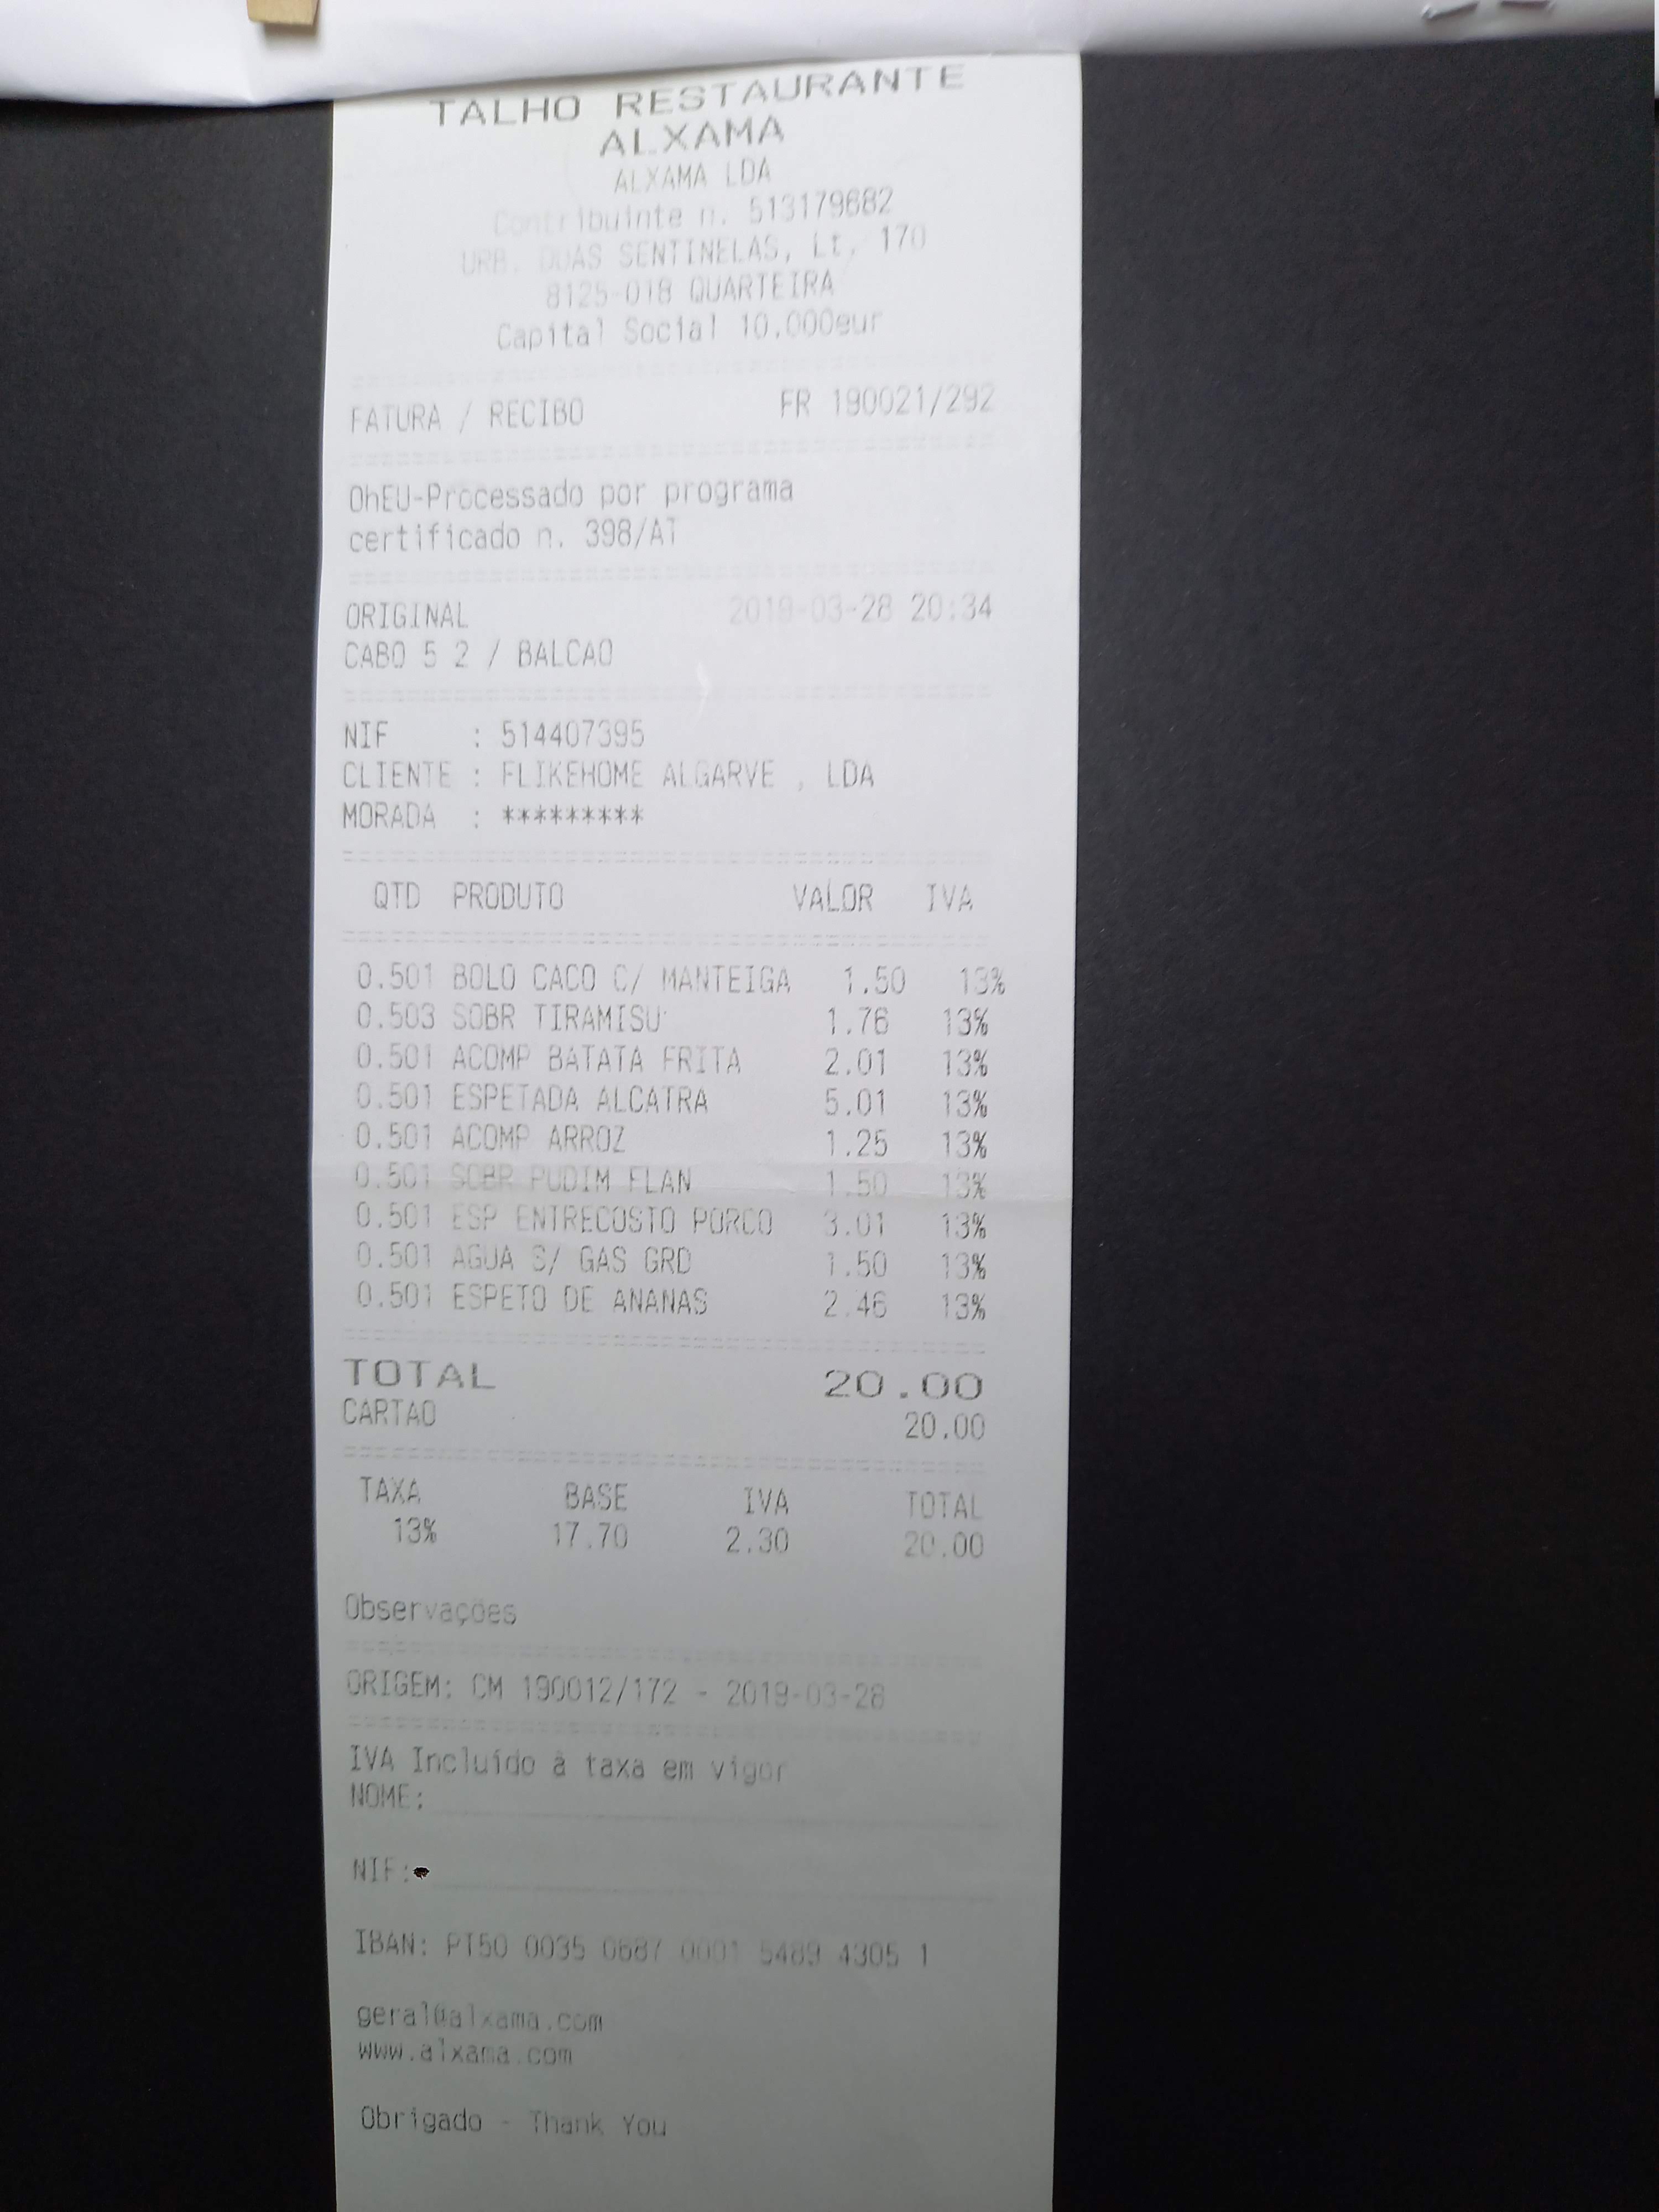 TALHO RESTAURANTE
ALXAMA
ALXAMA LDA
Contribuinte n. 513179682
URB. DUAS SENTINELAS, Lt. 170
8125-018 QUARTEIRA
Capital Social 10.000eur
FATURA / RECIBO FR 190021/292
OhEU-Processado por programa
certificado n. 398/AT
ORIGINAL 2019-03-28 20:34
CABO 5 2 / BALCAO
NIF : 514407395
CLIENTE : FLIKEHOME ALGARVE , LDA
MORADA : *********
QTD PRODUTO VALOR IVA
0.501 BOLO CACO C/ MANTEIGA 1.50 13%
0.503 SOBR TIRAMISU 1.76 13%
0.501 ACOMP BATATA FRITA 2.01 13%
0.501 ESPETADA ALCATRA 5.01 13%
0.501 ACOMP ARROZ 1.25 13%
0.501 SOBR PUDIM FLAN 1.50 13%
0.501 ESP ENTRECOSTO PORCO 3.01 13%
0.501 AGUA S/ GAS GRD 1.50 13%
0.501 ESPETO DE ANANAS 2.46 13%
TOTAL 20.00
CARTAO 20.00
TAXA BASE IVA TOTAL
13% 17.70 2.30 20.00
Observações
ORIGEM: CM 190012/172 - 2019-03-28
IVA Incluído à taxa em vigor
NOME:
NIF:
IBAN: PT50 0035 0687 0001 5489 4305 1
geral@alxama.com
www.alxama.com
Obrigado - Thank You